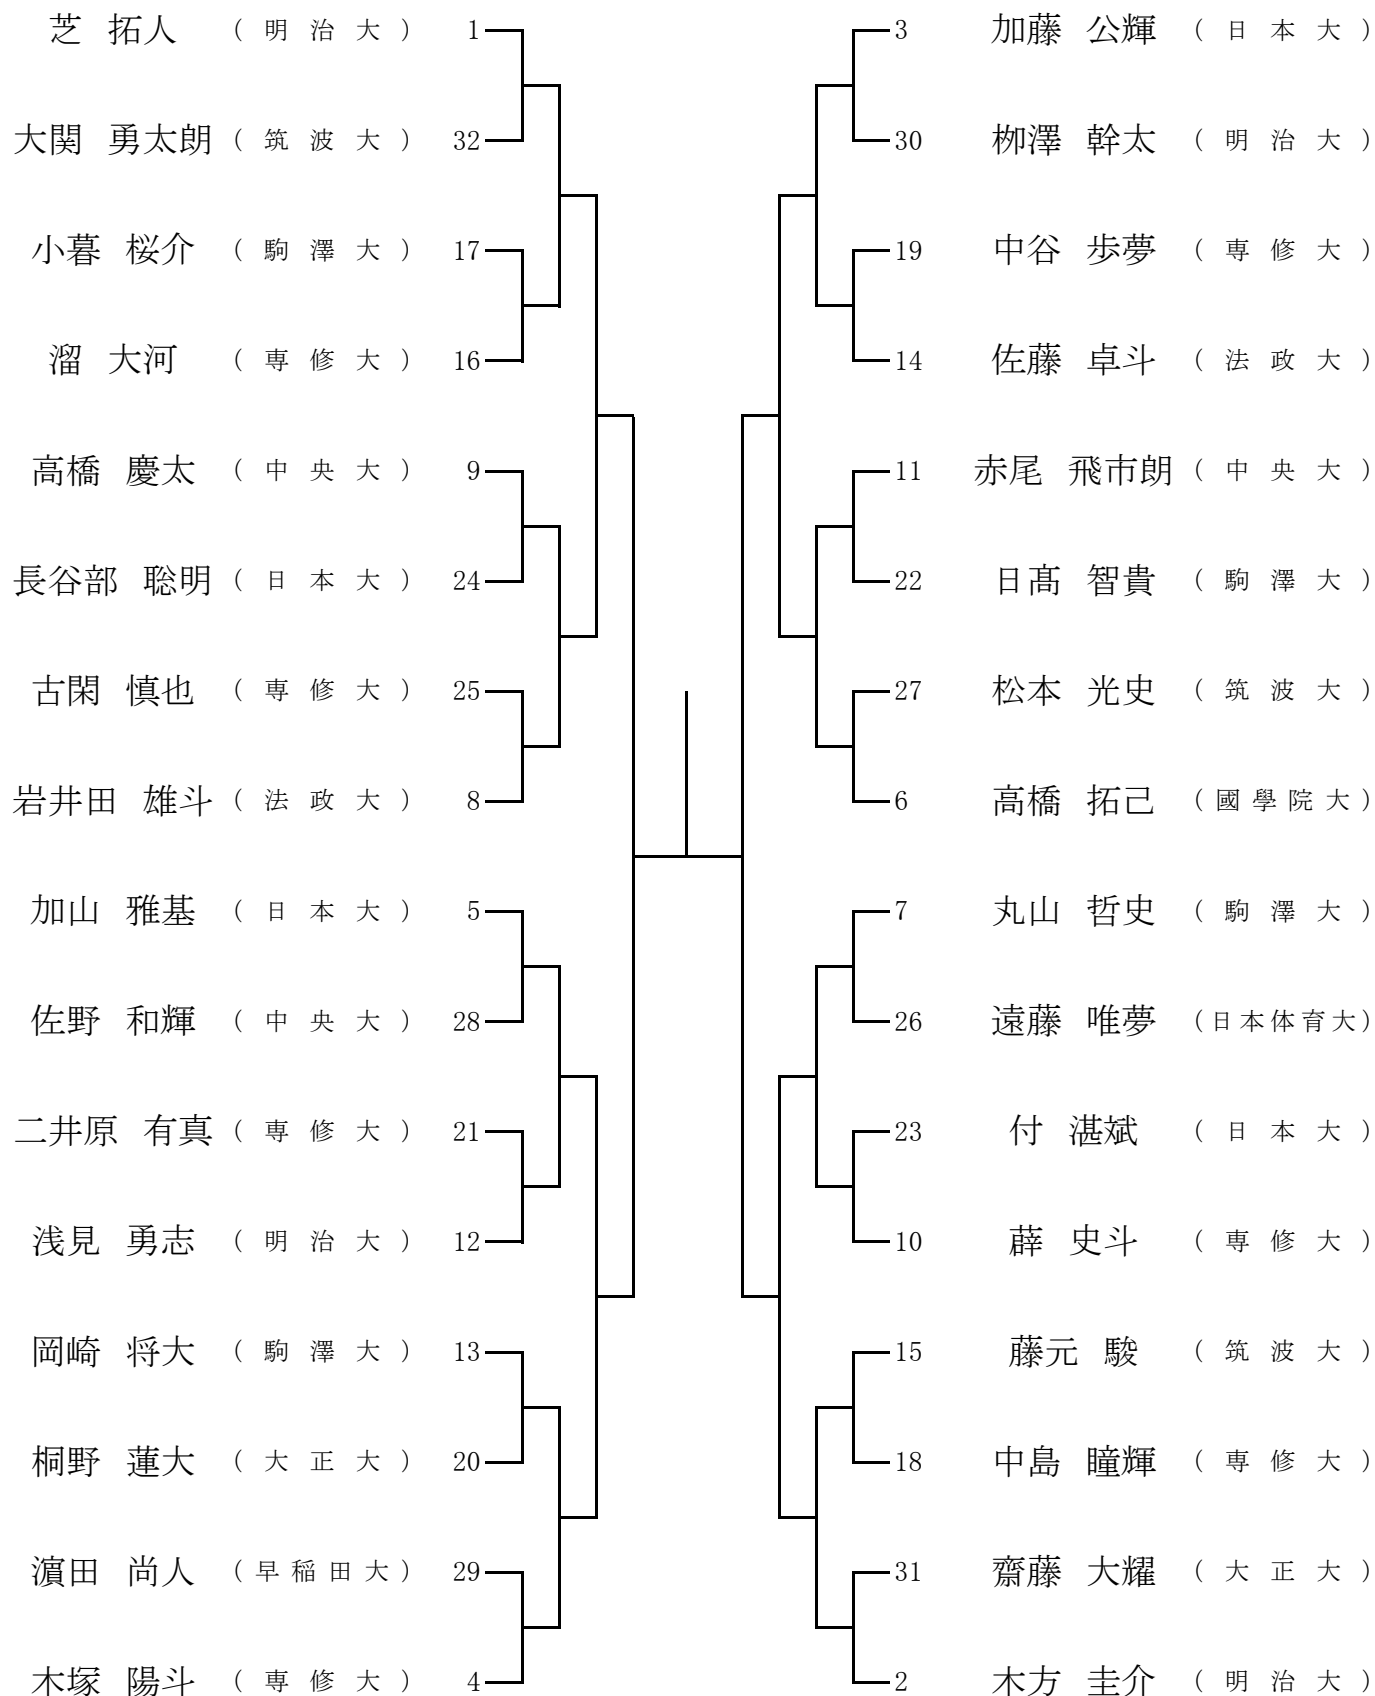 芝 拓人 (明治大) 1
大関 勇太朗 (筑波大) 32
小暮 桜介 (駒澤大) 17
溜 大河 (専修大) 16
高橋 慶太 (中央大) 9
長谷部 聡明 (日本大) 24
古閑 慎也 (専修大) 25
岩井田 雄斗 (法政大) 8
加山 雅基 (日本大) 5
佐野 和輝 (中央大) 28
二井原 有真 (専修大) 21
浅見 勇志 (明治大) 12
岡崎 将大 (駒澤大) 13
桐野 蓮大 (大正大) 20
濵田 尚人 (早稲田大) 29
木塚 陽斗 (専修大) 4
3 加藤 公輝 (日本大)
30 栁澤 幹太 (明治大)
19 中谷 歩夢 (専修大)
14 佐藤 卓斗 (法政大)
11 赤尾 飛市朗 (中央大)
22 日髙 智貴 (駒澤大)
27 松本 光史 (筑波大)
6 高橋 拓己 (國學院大)
7 丸山 哲史 (駒澤大)
26 遠藤 唯夢 (日本体育大)
23 付 湛斌 (日本大)
10 薛 史斗 (専修大)
15 藤元 駿 (筑波大)
18 中島 瞳輝 (専修大)
31 齋藤 大耀 (大正大)
2 木方 圭介 (明治大)